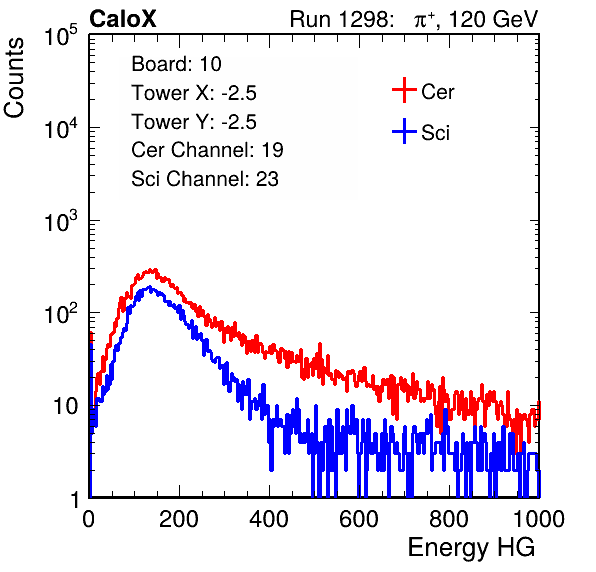 CaloX Run 1298: π⁺, 120 GeV
Counts
Board: 10
Tower X: -2.5
Tower Y: -2.5
Cer Channel: 19
Sci Channel: 23
Cer
Sci
10⁵
10⁴
10³
10²
10
1
0 200 400 600 800 1000
Energy HG